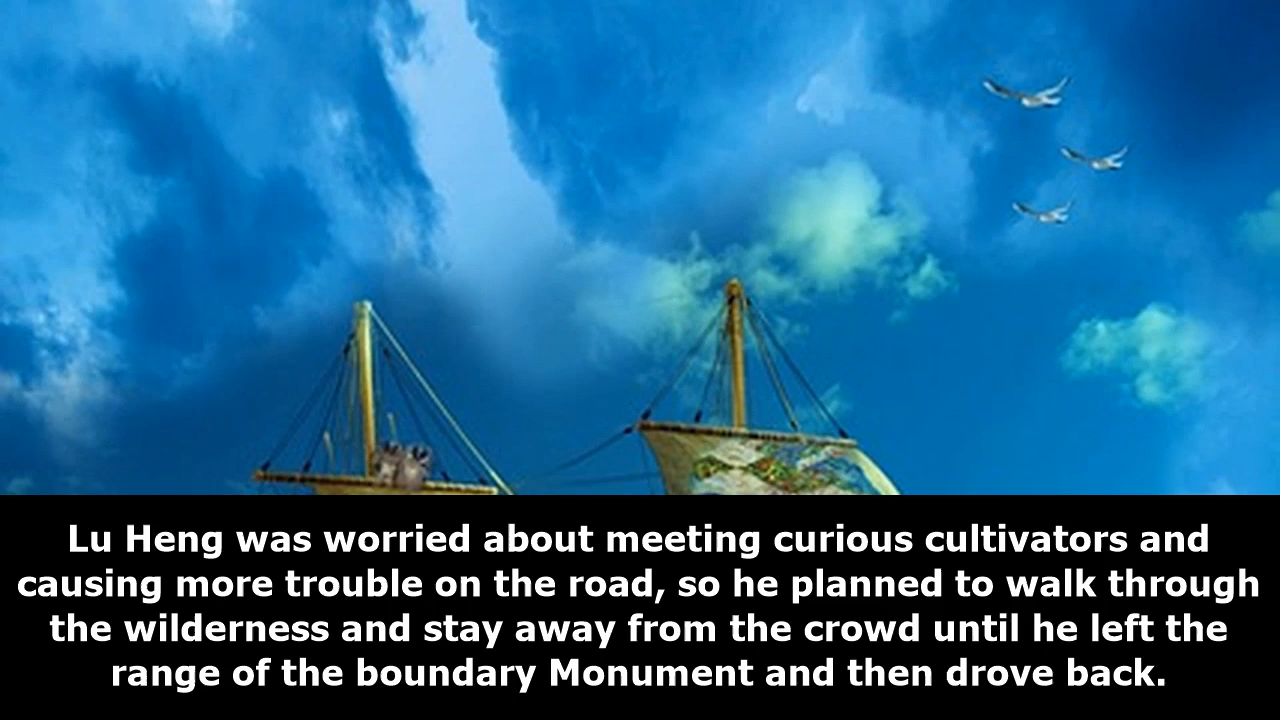 Lu Heng was worried about meeting curious cultivators and
causing more trouble on the road, so he planned to walk through
the wilderness and stay away from the crowd until he left the
range of the boundary Monument and then drove back.